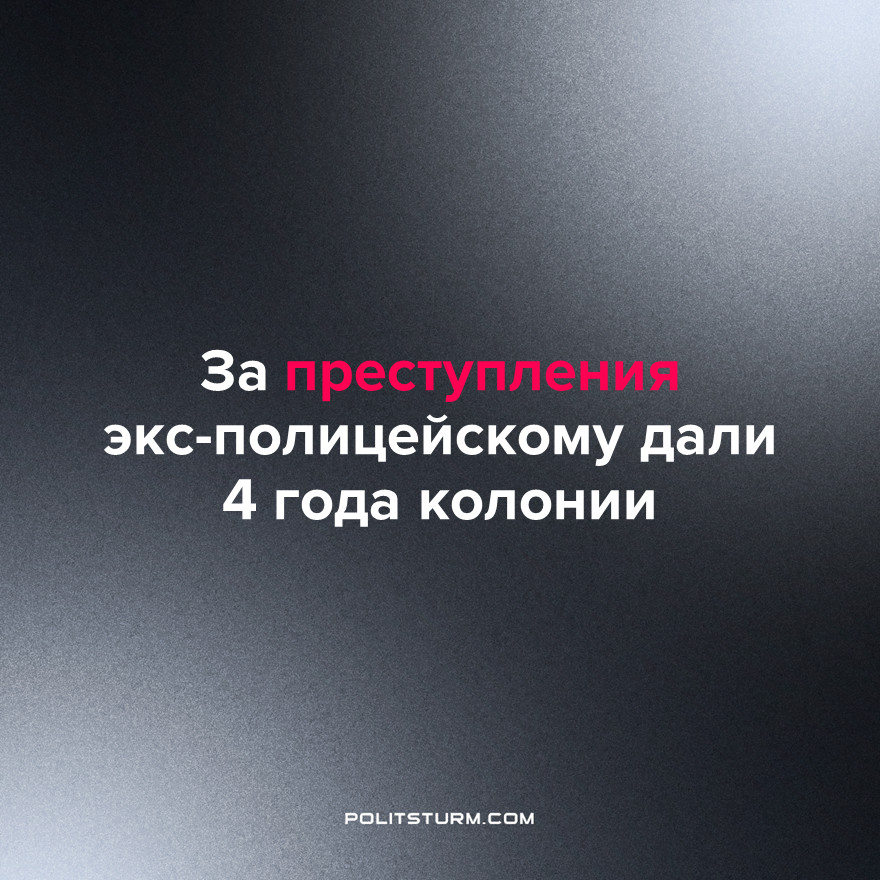 За преступления
экс-полицейскому дали
4 года колонии
POLITSTURM.COM